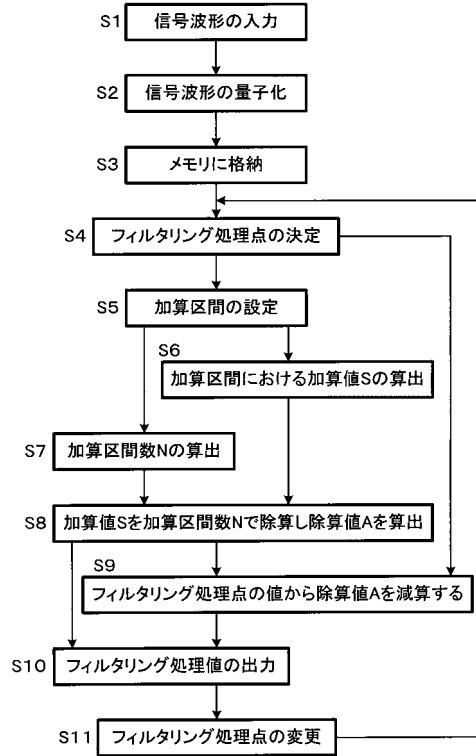 S1 信号波形の入力
S2 信号波形の量子化
S3 メモリに格納
S4 フィルタリング処理点の決定
S5 加算区間の設定
S6
加算区間における加算値Sの算出
S7 加算区間数Nの算出
S8 加算値Sを加算区間数Nで除算し除算値Aを算出
S9
フィルタリング処理点の値から除算値Aを減算する
S10 フィルタリング処理値の出力
S11 フィルタリング処理点の変更